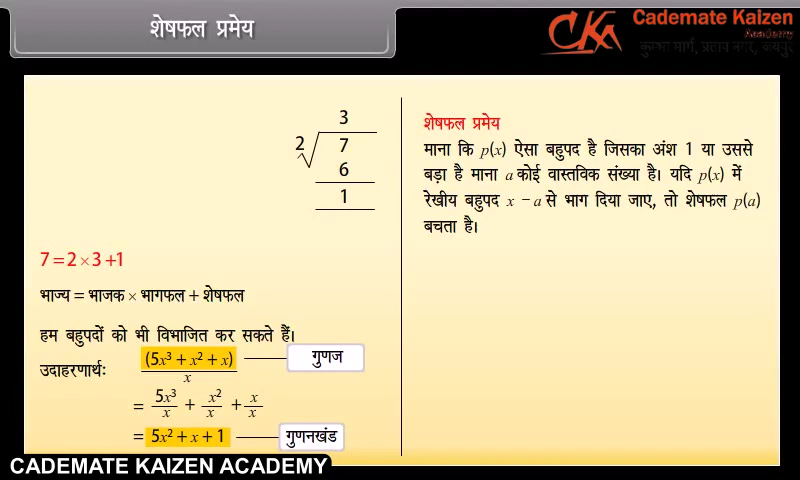 शेषफल प्रमेय
CKA Cademate Kaizen
Academy
कुम्भा मार्ग, प्रताप नगर, जयपुर
3
2 7
6
1
7 = 2 × 3 + 1
भाज्य = भाजक × भागफल + शेषफल
हम बहुपदों को भी विभाजित कर सकते हैं।
उदाहरणार्थः (5x³ + x² + x) / x गुणज
= 5x³/x + x²/x + x/x
= 5x² + x + 1 गुणनखंड
शेषफल प्रमेय
माना कि p(x) ऐसा बहुपद है जिसका अंश 1 या उससे
बड़ा है माना a कोई वास्तविक संख्या है। यदि p(x) में
रेखीय बहुपद x – a से भाग दिया जाए, तो शेषफल p(a)
बचता है।
CADEMATE KAIZEN ACADEMY